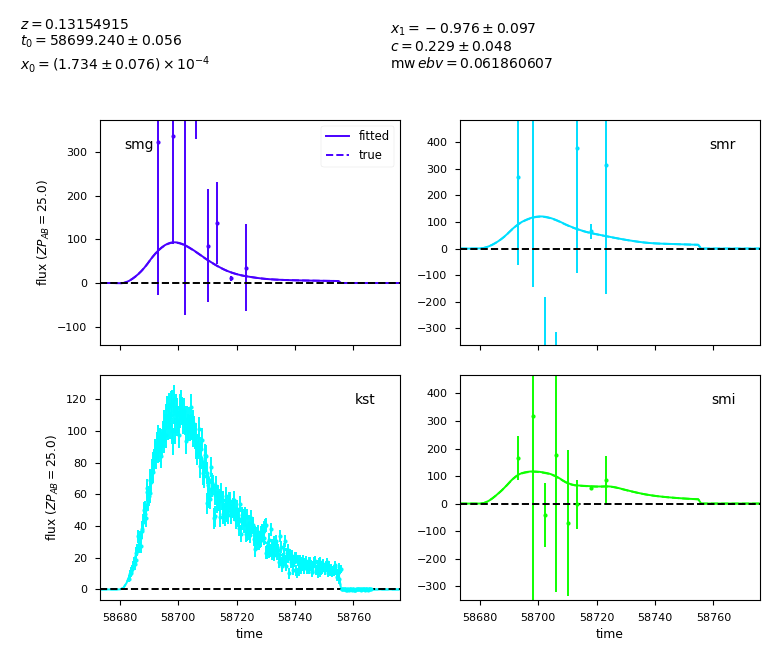 z = 0.13154915
t₀ = 58699.240 ± 0.056
x₀ = (1.734 ± 0.076) × 10⁻⁴
x₁ = −0.976 ± 0.097
c = 0.229 ± 0.048
mw ebv = 0.061860607
smg
fitted
true
flux (ZP_AB = 25.0)
300
200
100
0
−100
smr
400
300
200
100
0
−100
−200
−300
kst
flux (ZP_AB = 25.0)
120
100
80
60
40
20
0
58680 58700 58720 58740 58760
time
smi
400
300
200
100
0
−100
−200
−300
58680 58700 58720 58740 58760
time